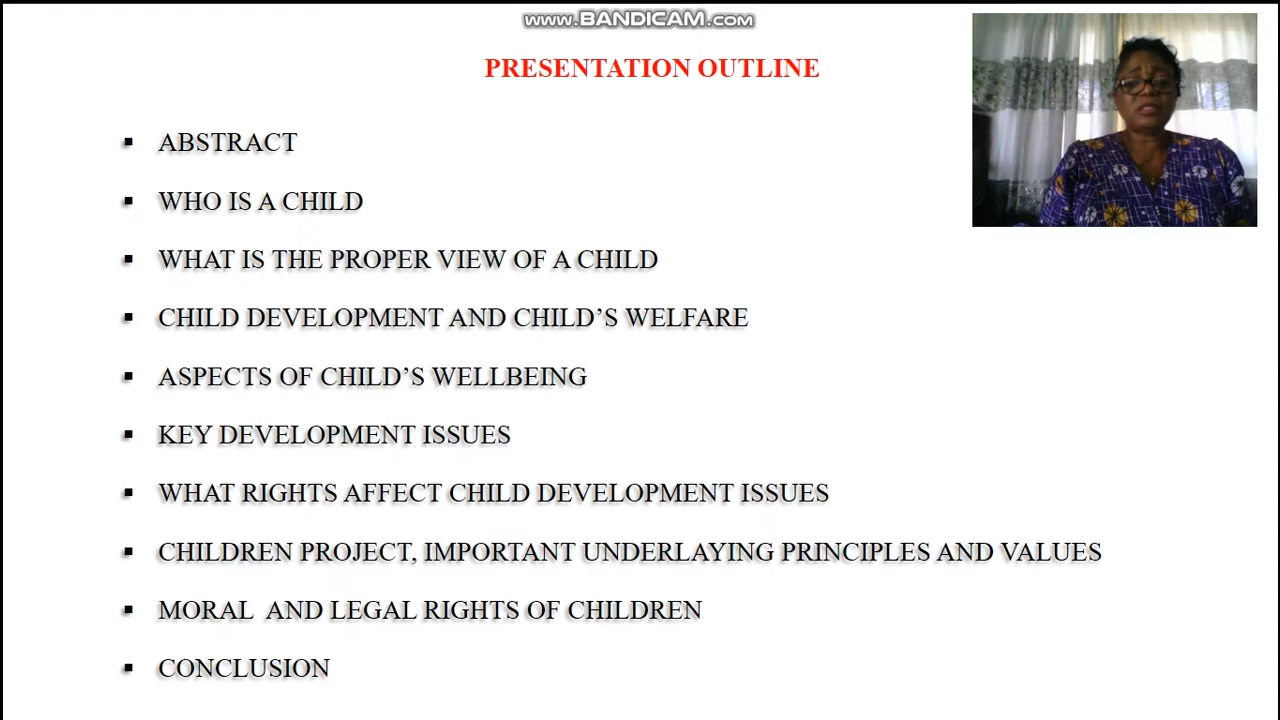 www.BANDICAM.com
PRESENTATION OUTLINE
▪ ABSTRACT
▪ WHO IS A CHILD
▪ WHAT IS THE PROPER VIEW OF A CHILD
▪ CHILD DEVELOPMENT AND CHILD’S WELFARE
▪ ASPECTS OF CHILD’S WELLBEING
▪ KEY DEVELOPMENT ISSUES
▪ WHAT RIGHTS AFFECT CHILD DEVELOPMENT ISSUES
▪ CHILDREN PROJECT, IMPORTANT UNDERLAYING PRINCIPLES AND VALUES
▪ MORAL AND LEGAL RIGHTS OF CHILDREN
▪ CONCLUSION